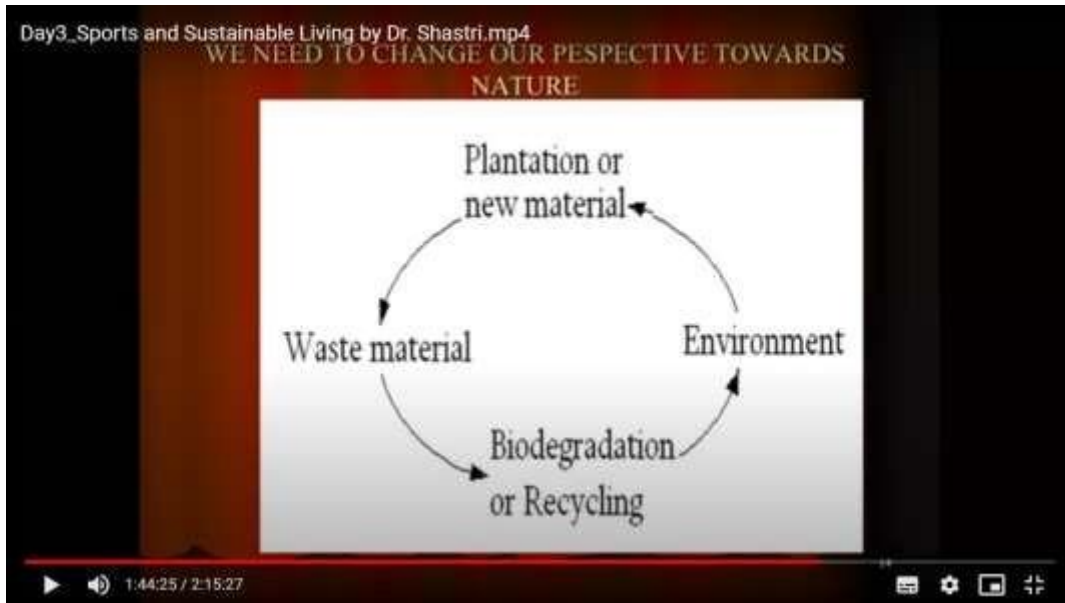 Day3_Sports and Sustainable Living by Dr. Shastri.mp4
WE NEED TO CHANGE OUR PESPECTIVE TOWARDS
NATURE
Plantation or
new material
Waste material
Environment
Biodegradation
or Recycling
1:44:25 / 2:15:27